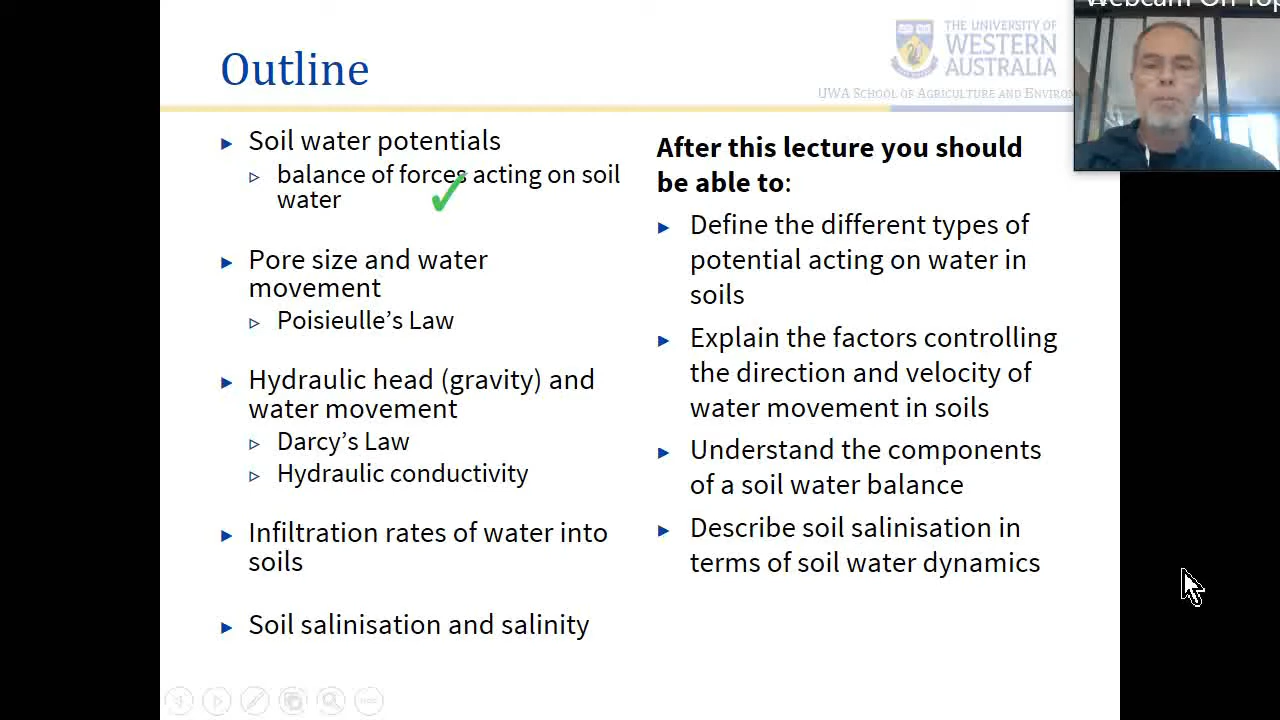 Webcam On Top
THE UNIVERSITY OF
WESTERN
AUSTRALIA
UWA SCHOOL OF AGRICULTURE AND ENVIRON
Outline
Soil water potentials
balance of forces acting on soil
water
Pore size and water
movement
Poisieulle’s Law
Hydraulic head (gravity) and
water movement
Darcy’s Law
Hydraulic conductivity
Infiltration rates of water into
soils
Soil salinisation and salinity
After this lecture you should
be able to:
Define the different types of
potential acting on water in
soils
Explain the factors controlling
the direction and velocity of
water movement in soils
Understand the components
of a soil water balance
Describe soil salinisation in
terms of soil water dynamics